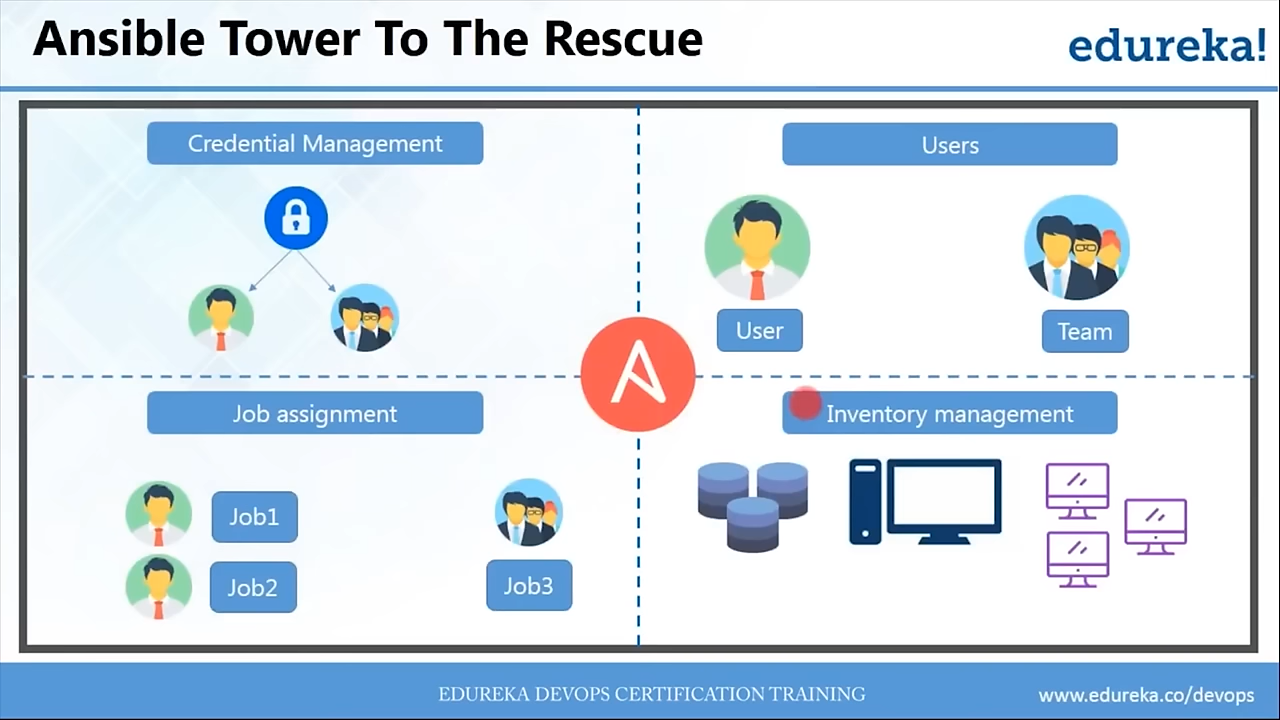 Ansible Tower To The Rescue
edureka!
Credential Management
Users
User
Team
Job assignment
Inventory management
Job1
Job2
Job3
EDUREKA DEVOPS CERTIFICATION TRAINING
www.edureka.co/devops